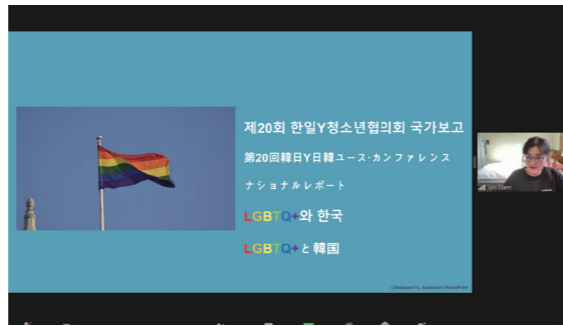 제20회 한일Y청소년협의회 국가보고
第20回韓日Y日韓ユース·カンファレンス
ナショナルレポート
LGBTQ+와 한국
LGBTQ+と韓国